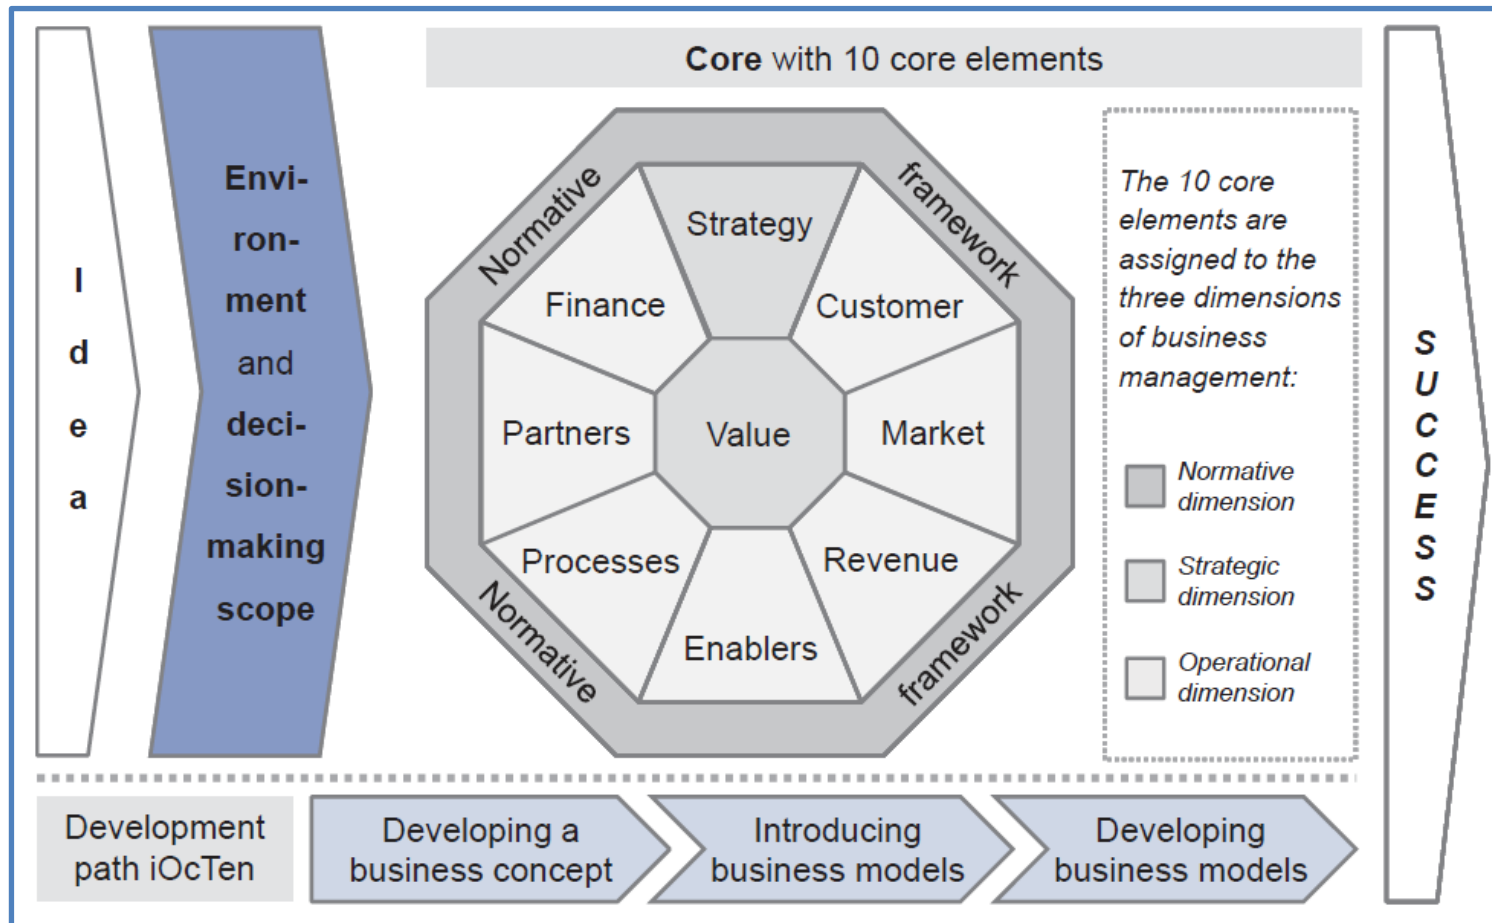 Core with 10 core elements
I
d
e
a
Envi-
ron-
ment
and
deci-
sion-
making
scope
Normative
framework
Strategy
Finance
Customer
Partners
Value
Market
Processes
Revenue
Enablers
Normative
framework
The 10 core
elements are
assigned to the
three dimensions
of business
management:
Normative
dimension
Strategic
dimension
Operational
dimension
S
U
C
C
E
S
S
Development
path iOcTen
Developing a
business concept
Introducing
business models
Developing
business models